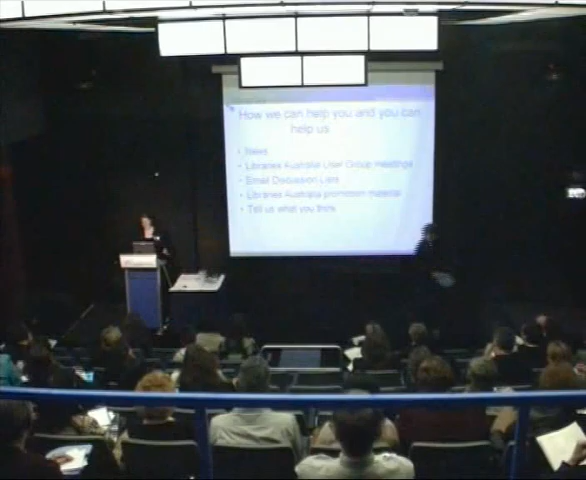 How we can help you and you can
help us
• News
• Libraries Australia User Group meetings
• Email Discussion Lists
• Libraries Australia promotion material
• Tell us what you think